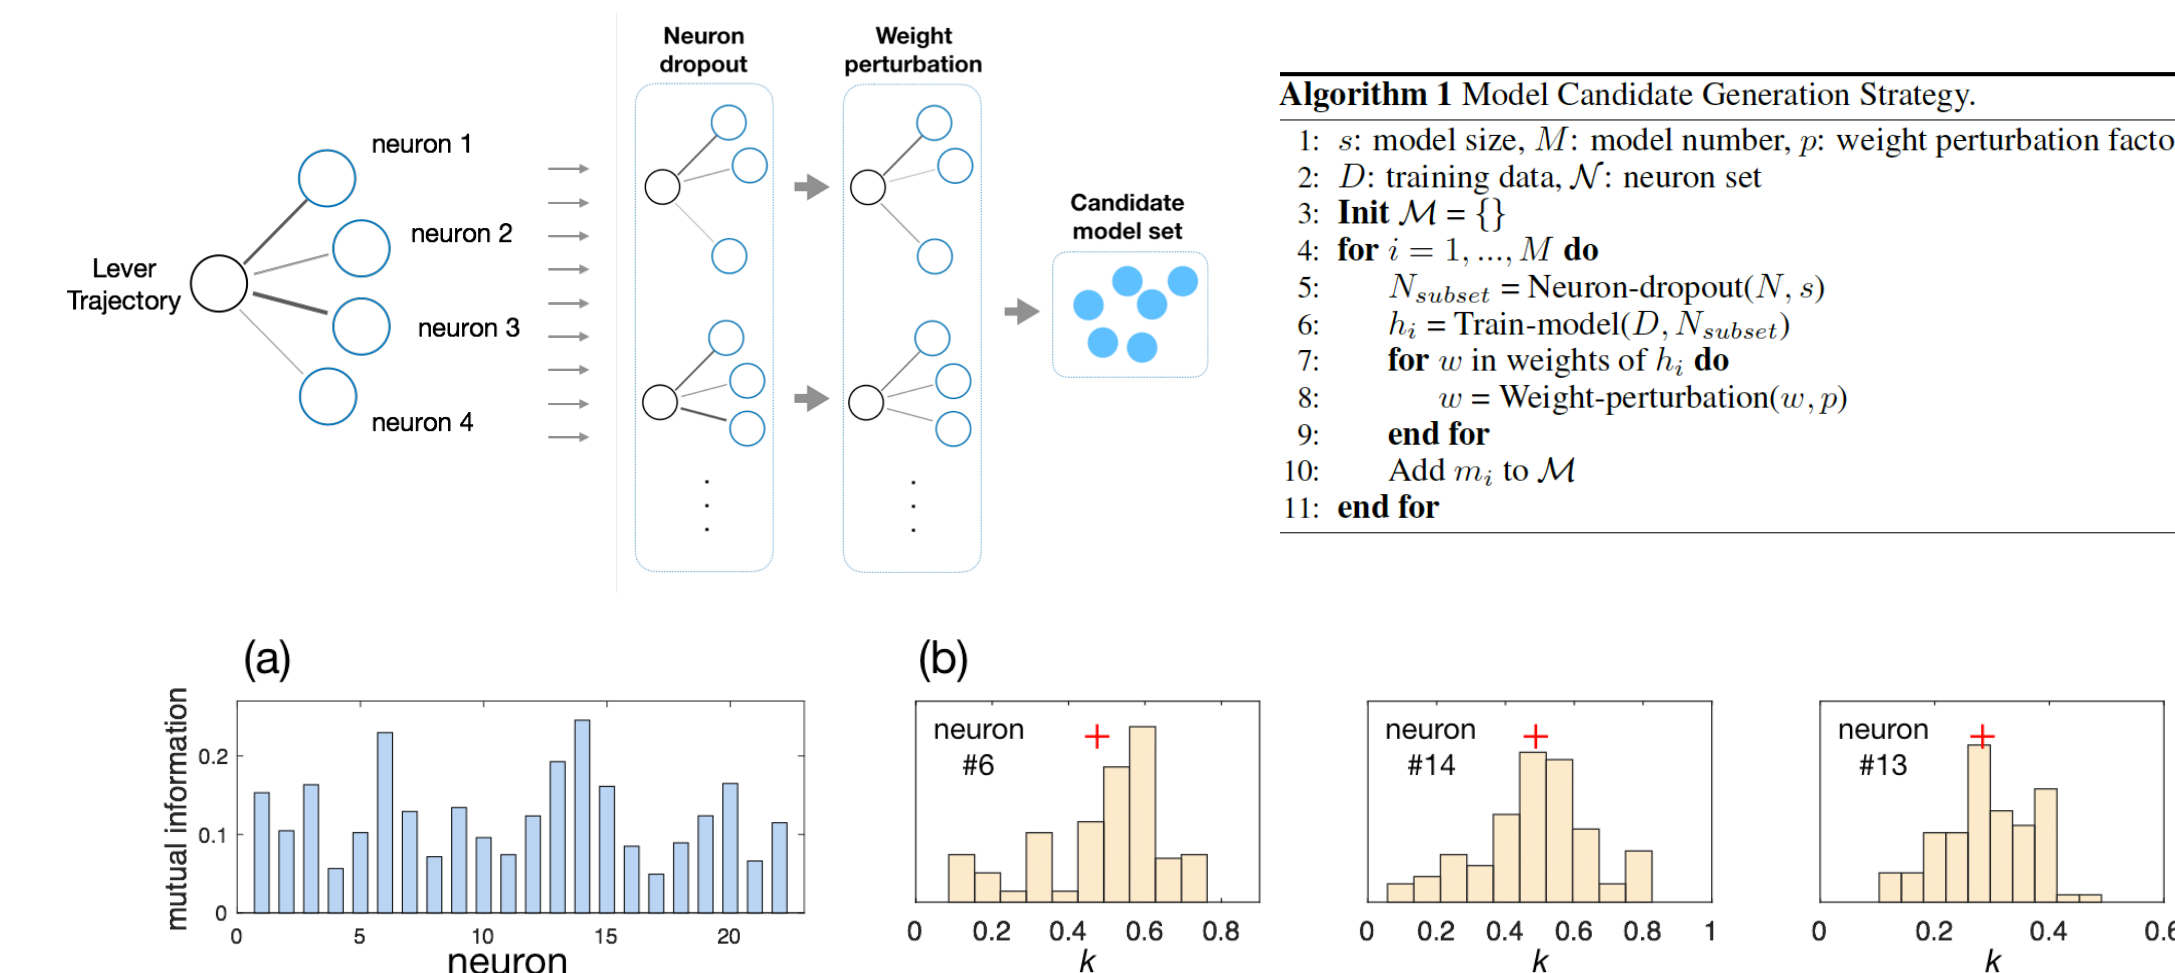 Neuron
dropout
Weight
perturbation
neuron 1
neuron 2
Lever
Trajectory
neuron 3
neuron 4
Candidate
model set
Algorithm 1 Model Candidate Generation Strategy.
1: s: model size, M: model number, p: weight perturbation facto
2: D: training data, 𝒩: neuron set
3: Init ℳ = {}
4: for i = 1, ..., M do
5: N_subset = Neuron-dropout(N, s)
6: h_i = Train-model(D, N_subset)
7: for w in weights of h_i do
8: w = Weight-perturbation(w, p)
9: end for
10: Add m_i to ℳ
11: end for
(a)
mutual information
0.2
0.1
0
0 5 10 15 20
neuron
(b)
neuron
#6
0 0.2 0.4 0.6 0.8
k
neuron
#14
0 0.2 0.4 0.6 0.8 1
k
neuron
#13
0 0.2 0.4 0.6
k